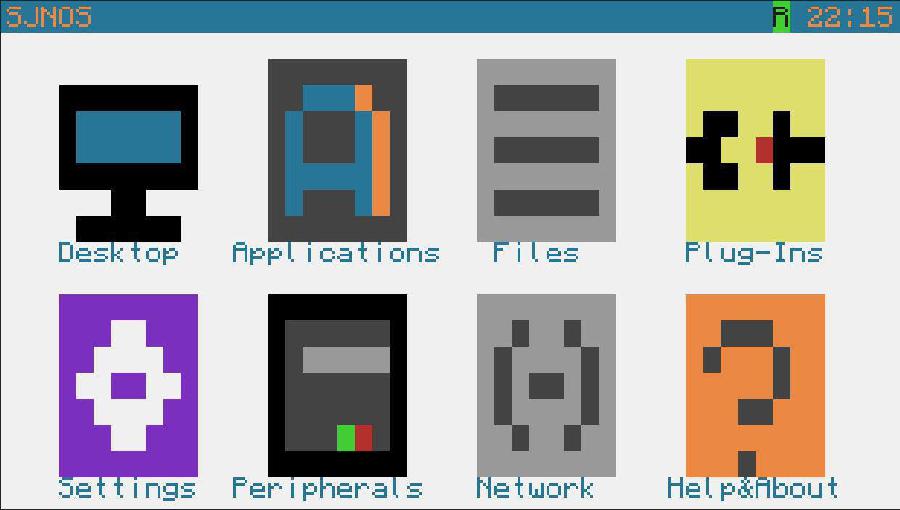 SJNOS R 22:15
Desktop Applications Files Plug-Ins
Settings Peripherals Network Help&About